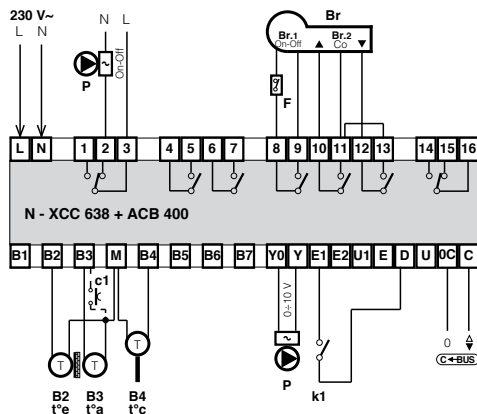 230 V~
L N
N L
On-Off
P
~
Br
Br.1 Br.2
On-Off ▲ Co ▼
F
L N 1 2 3 4 5 6 7 8 9 10 11 12 13 14 15 16
N - XCC 638 + ACB 400
B1 B2 B3 M B4 B5 B6 B7 Y0 Y E1 E2 U1 E D U 0C C
c1
0÷10 V
~
0
C-BUS
T T T
P
k1
B2 B3 B4
t°e t°a t°c